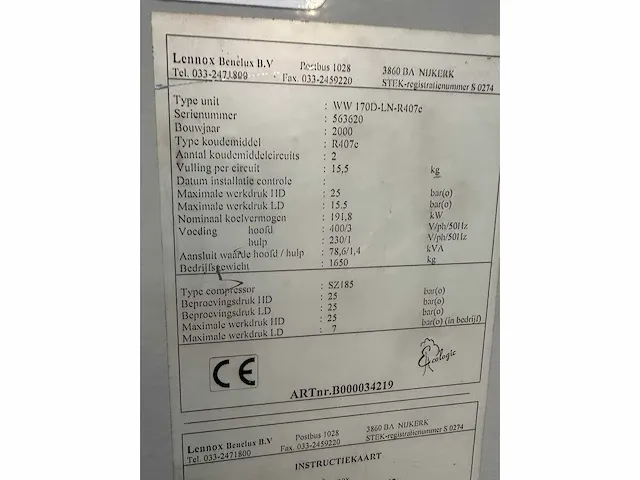 Lennox Benelux B.V Postbus 1028 3860 BA NIJKERK
Tel. 033-2471800 Fax. 033-2459220 STEK-registratienummer S 0274
Type unit : WW 170D-LN-R407c
Serienummer : 563620
Bouwjaar : 2000
Type koudemiddel : R407c
Aantal koudemiddelcircuits : 2
Vulling per circuit : 15,5 kg
Datum installatie controle :
Maximale werkdruk HD : 25 bar(o)
Maximale werkdruk LD : 15.5 bar(o)
Nominaal koelvermogen : 191,8 kW
Voeding hoofd : 400/3 V/ph/50Hz
hulp : 230/1 V/ph/50Hz
Aansluit waarde hoofd / hulp : 78,6/1,4 kVA
Bedrijfsgewicht : 1650 kg
Type compressor : SZ185
Beproevingsdruk HD : 25 bar(o)
Beproevingsdruk LD : 25 bar(o)
Maximale werkdruk HD : 25 bar(o)
Maximale werkdruk LD : 7 bar(o) (in bedrijf)
CE
Ecologic
ARTnr.B000034219
Lennox Benelux B.V Postbus 1028 3860 BA NIJKERK
Tel. 033-2471800 Fax. 033-2459220 STEK-registratienummer S 0274
INSTRUCTIEKAART